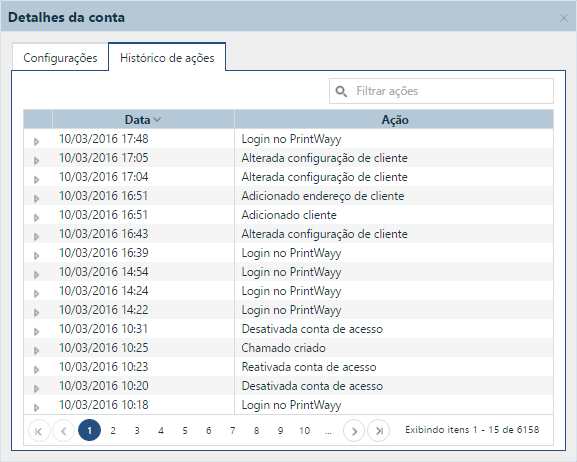 Detalhes da conta
Configurações Histórico de ações
Filtrar ações
Data Ação
10/03/2016 17:48 Login no PrintWayy
10/03/2016 17:05 Alterada configuração de cliente
10/03/2016 17:04 Alterada configuração de cliente
10/03/2016 16:51 Adicionado endereço de cliente
10/03/2016 16:51 Adicionado cliente
10/03/2016 16:43 Alterada configuração de cliente
10/03/2016 16:39 Login no PrintWayy
10/03/2016 14:54 Login no PrintWayy
10/03/2016 14:24 Login no PrintWayy
10/03/2016 14:22 Login no PrintWayy
10/03/2016 10:31 Desativada conta de acesso
10/03/2016 10:25 Chamado criado
10/03/2016 10:23 Reativada conta de acesso
10/03/2016 10:20 Desativada conta de acesso
10/03/2016 10:18 Login no PrintWayy
1 2 3 4 5 6 7 8 9 10 ... Exibindo itens 1 - 15 de 6158